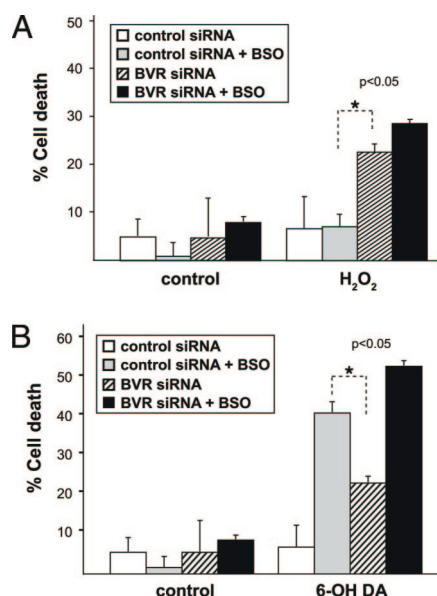 A
50
40
30
20
10
% Cell death
control siRNA
control siRNA + BSO
BVR siRNA
BVR siRNA + BSO
p<0.05
*
control
H₂O₂
B
60
50
40
30
20
10
% Cell death
control siRNA
control siRNA + BSO
BVR siRNA
BVR siRNA + BSO
p<0.05
*
control
6-OH DA